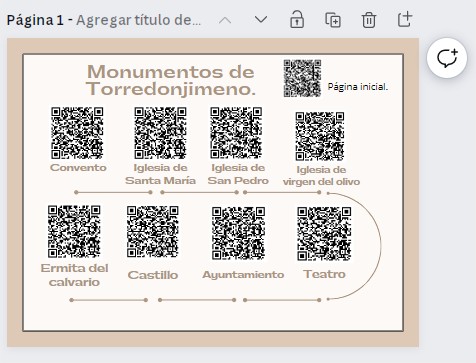 Página 1 - Agregar título de...
Monumentos de
Torredonjimeno.
Página inicial.
Convento
Iglesia de
Santa María
Iglesia de
San Pedro
Iglesia de
virgen del olivo
Ermita del
calvario
Castillo
Ayuntamiento
Teatro